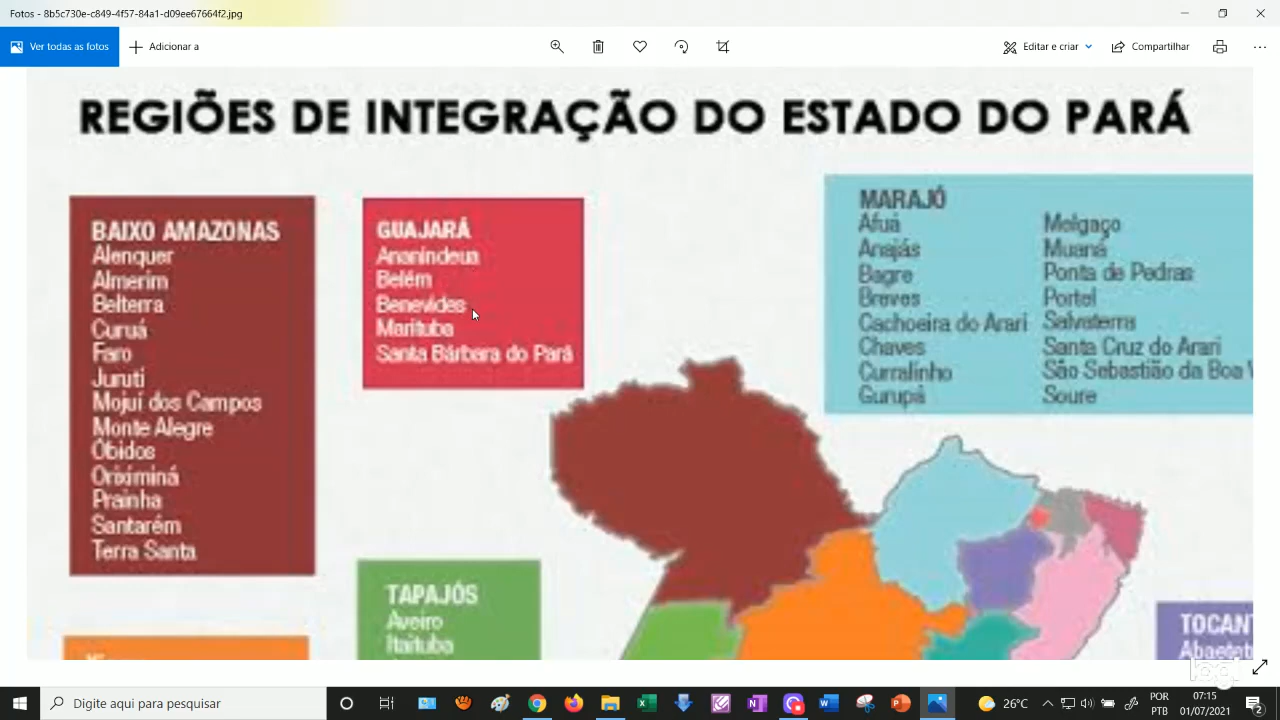 Fotos - 8b5c730e-c849-4f57-84a1-d09ee67664f2.jpg
Ver todas as fotos
Adicionar a
Editar e criar
Compartilhar
REGIÕES DE INTEGRAÇÃO DO ESTADO DO PARÁ
BAIXO AMAZONAS
Alenquer
Almerim
Belterra
Curuá
Faro
Juruti
Mojuí dos Campos
Monte Alegre
Óbidos
Oriximiná
Prainha
Santarém
Terra Santa
GUAJARÁ
Ananindeua
Belém
Benevides
Marituba
Santa Bárbara do Pará
MARAJÓ
Afuá
Anajás
Bagre
Breves
Cachoeira do Arari
Chaves
Curralinho
Gurupá
Melgaço
Muaná
Ponta de Pedras
Portel
Salvaterra
Santa Cruz do Arari
São Sebastião da Boa V
Soure
TAPAJÓS
Aveiro
Itaituba
TOCANT
Abaeteb
Digite aqui para pesquisar
26°C
POR
PTB
07:15
01/07/2021
2